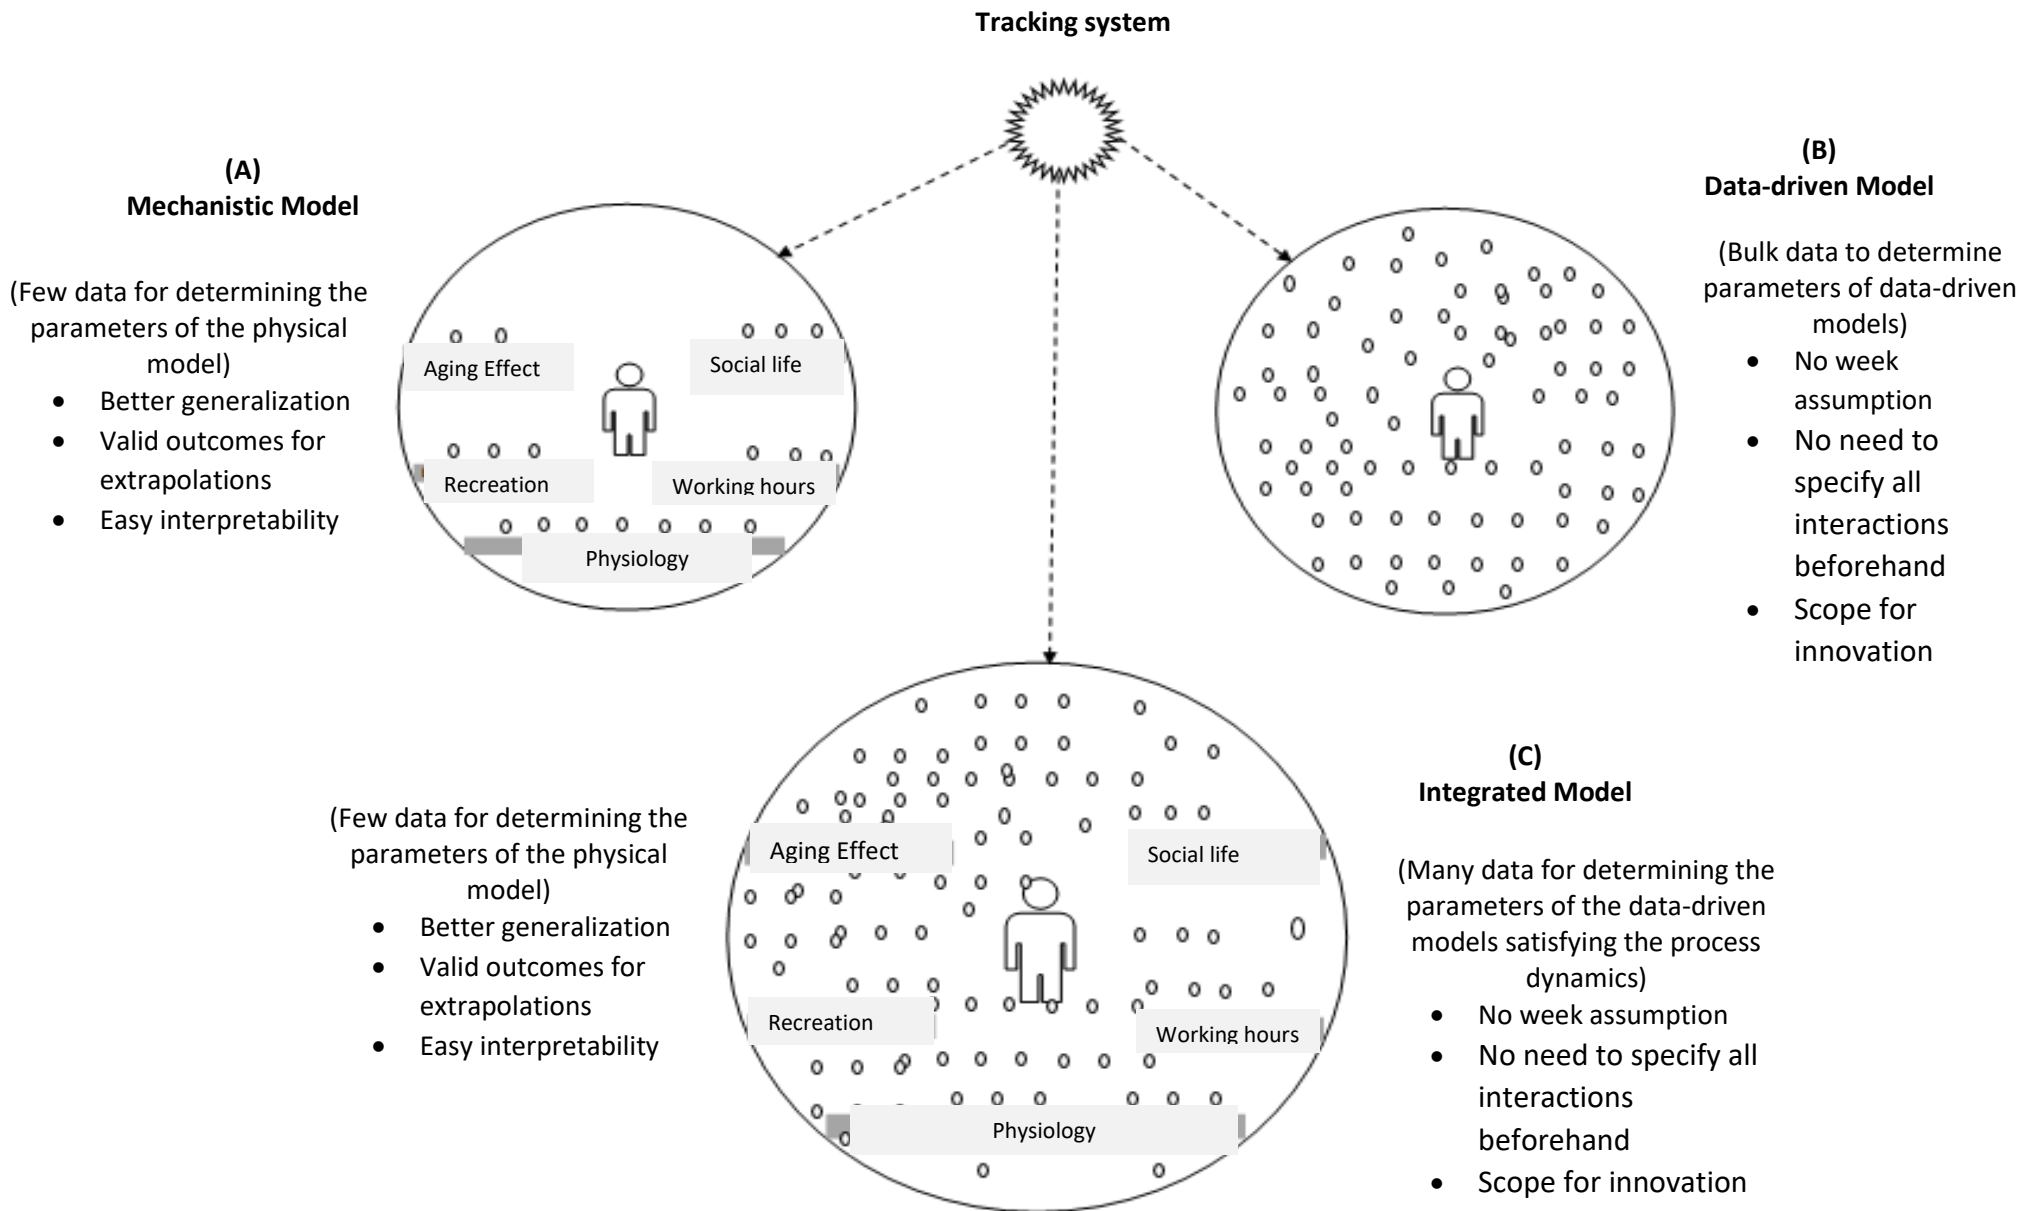 Tracking system
(A)
Mechanistic Model
(Few data for determining the
parameters of the physical
model)
• Better generalization
• Valid outcomes for
extrapolations
• Easy interpretability
Aging Effect
Social life
Recreation
Working hours
Physiology
(B)
Data-driven Model
(Bulk data to determine
parameters of data-driven
models)
• No week
assumption
• No need to
specify all
interactions
beforehand
• Scope for
innovation
(Few data for determining the
parameters of the physical
model)
• Better generalization
• Valid outcomes for
extrapolations
• Easy interpretability
Aging Effect
Social life
Recreation
Working hours
Physiology
(C)
Integrated Model
(Many data for determining the
parameters of the data-driven
models satisfying the process
dynamics)
• No week assumption
• No need to specify all
interactions
beforehand
• Scope for innovation